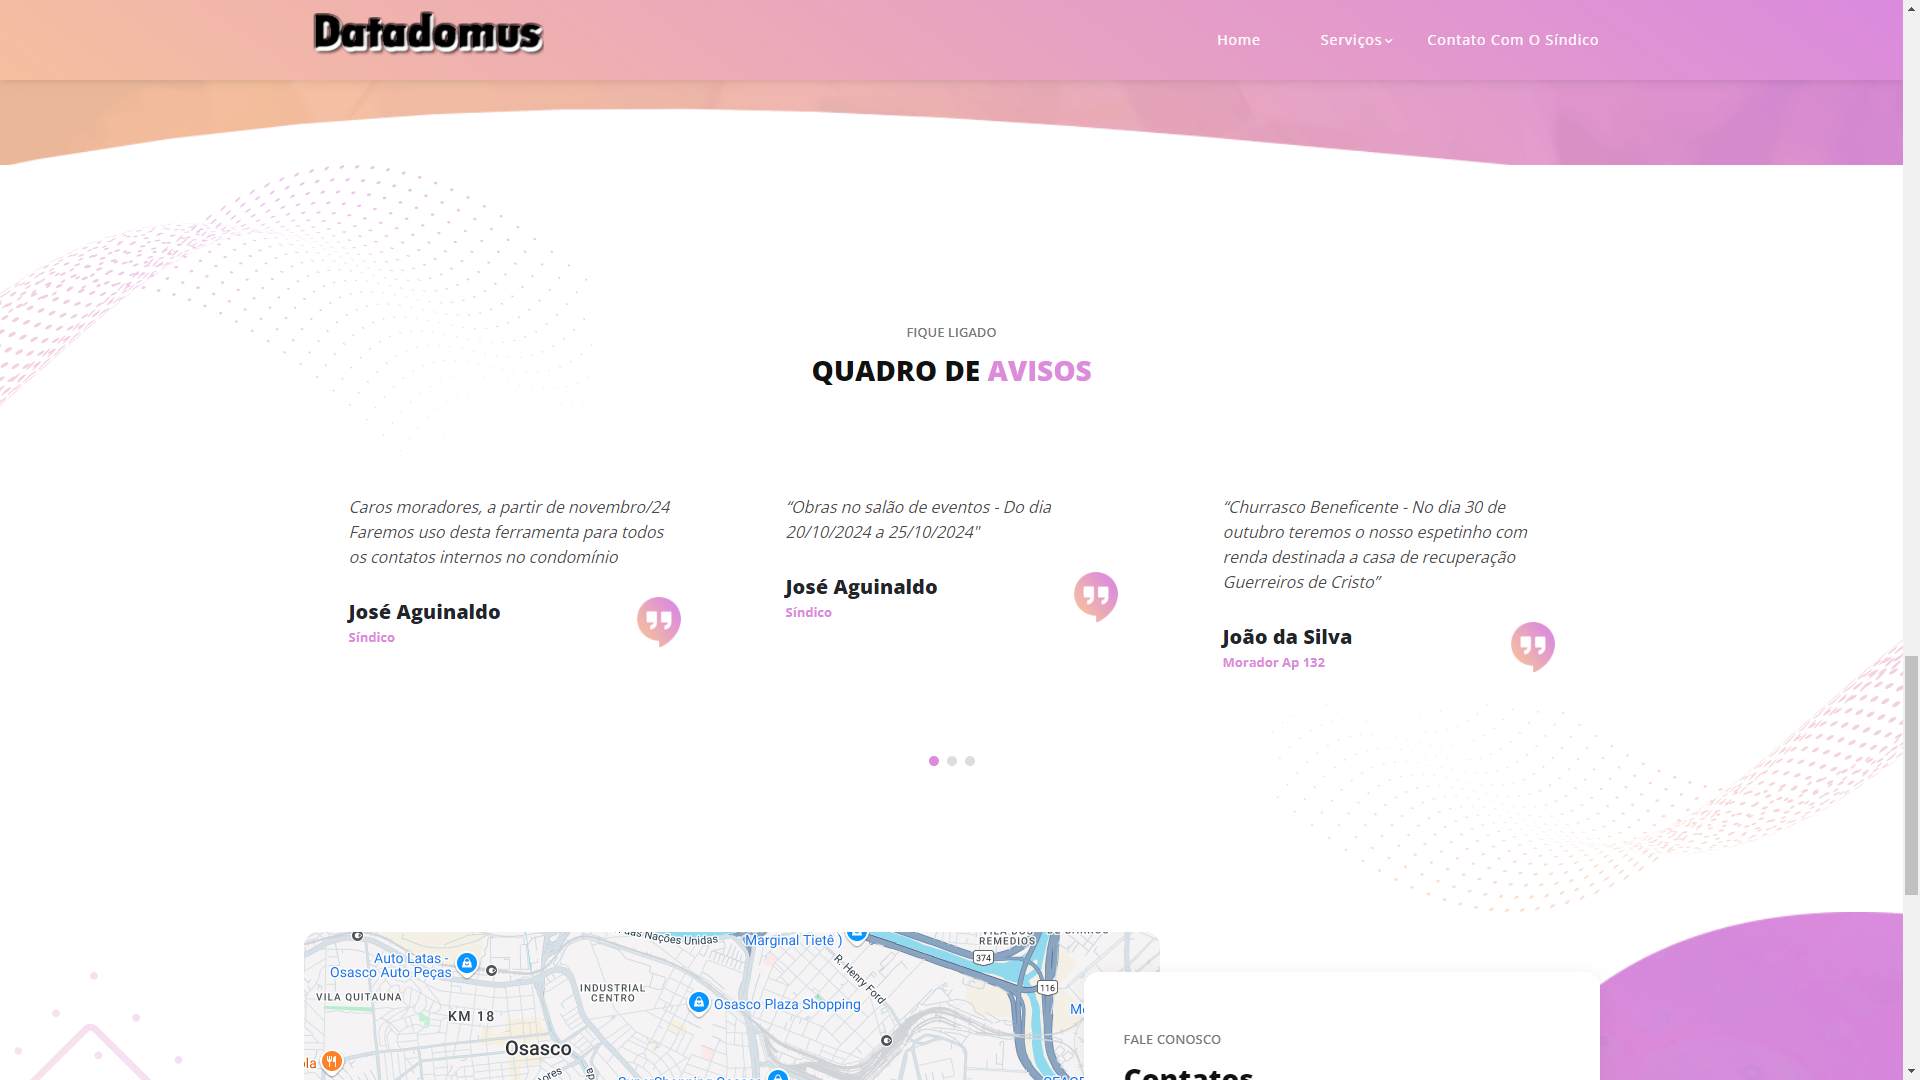 Datadomus
Home
Serviços
Contato Com O Síndico
FIQUE LIGADO
QUADRO DE AVISOS
Caros moradores, a partir de novembro/24
Faremos uso desta ferramenta para todos
os contatos internos no condomínio
José Aguinaldo
Síndico
“Obras no salão de eventos - Do dia
20/10/2024 a 25/10/2024"
José Aguinaldo
Síndico
“Churrasco Beneficente - No dia 30 de
outubro teremos o nosso espetinho com
renda destinada a casa de recuperação
Guerreiros de Cristo”
João da Silva
Morador Ap 132
das Nações Unidas
Marginal Tietê )
REMEDIOS
374
Auto Latas -
Osasco Auto Peças
R. Henry Ford
VILA QUITAUNA
INDUSTRIAL
CENTRO
116
Osasco Plaza Shopping
KM 18
Osasco
FALE CONOSCO
Contatos